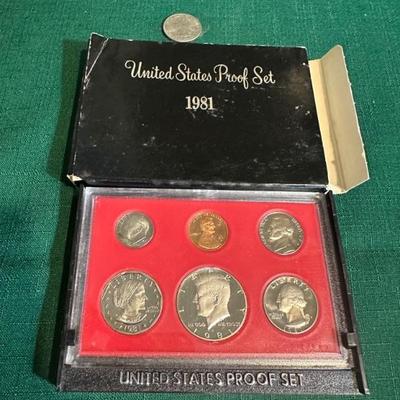 United States Proof Set
1981
LIBERTY
LIBERTY
UNITED STATES PROOF SET